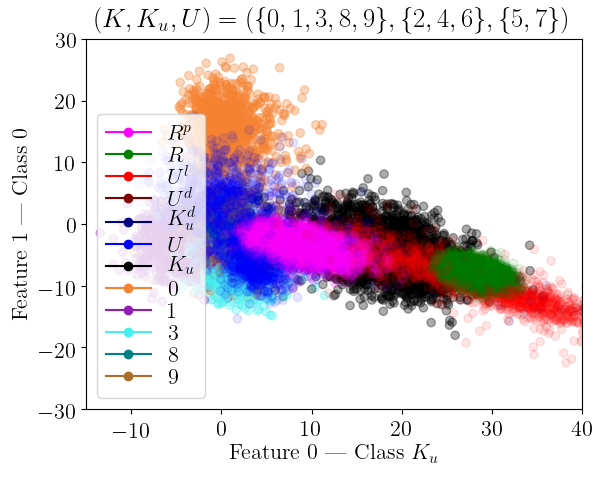 (K, K_u, U) = ({0, 1, 3, 8, 9}, {2, 4, 6}, {5, 7})
30
20
10
0
−10
−20
−30
Feature 1 — Class 0
R^p
R
U^l
U^d
K_u^d
U
K_u
0
1
3
8
9
−10
0
10
20
30
40
Feature 0 — Class K_u